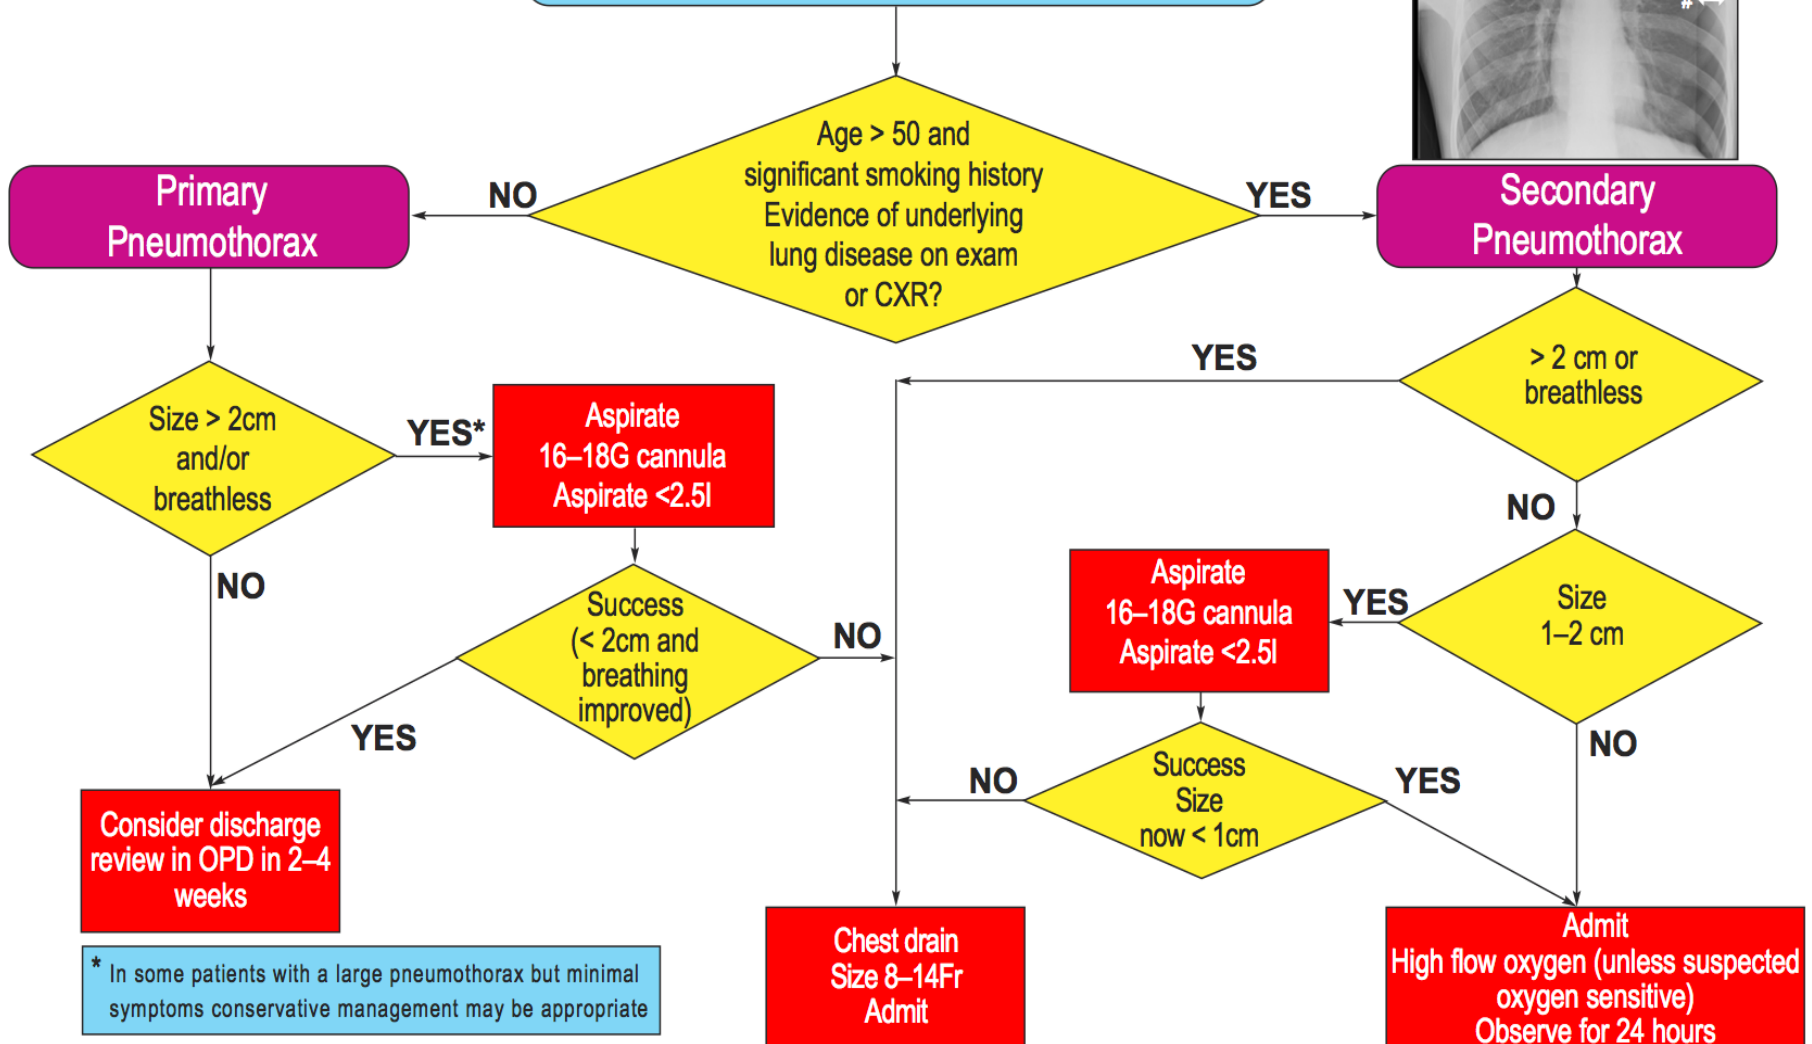 #
Age > 50 and
significant smoking history
Evidence of underlying
lung disease on exam
or CXR?
NO
YES
Primary
Pneumothorax
Secondary
Pneumothorax
Size > 2cm
and/or
breathless
YES*
Aspirate
16–18G cannula
Aspirate <2.5l
YES
> 2 cm or
breathless
NO
NO
Success
(< 2cm and
breathing
improved)
NO
YES
Aspirate
16–18G cannula
Aspirate <2.5l
YES
Size
1–2 cm
NO
Success
Size
now < 1cm
NO
YES
Consider discharge
review in OPD in 2–4
weeks
* In some patients with a large pneumothorax but minimal
symptoms conservative management may be appropriate
Chest drain
Size 8–14Fr
Admit
Admit
High flow oxygen (unless suspected
oxygen sensitive)
Observe for 24 hours